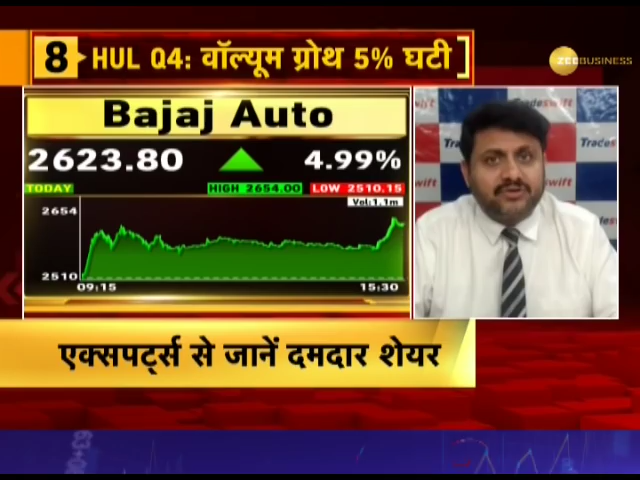 8 HUL Q4: वॉल्यूम ग्रोथ 5% घटी
ZEE BUSINESS
Bajaj Auto
2623.80 4.99%
TODAY HIGH 2654.00 LOW 2510.15
Vol:1.1m
2654
2510
09:15 15:30
Tradeswift
एक्सपर्ट्स से जानें दमदार शेयर